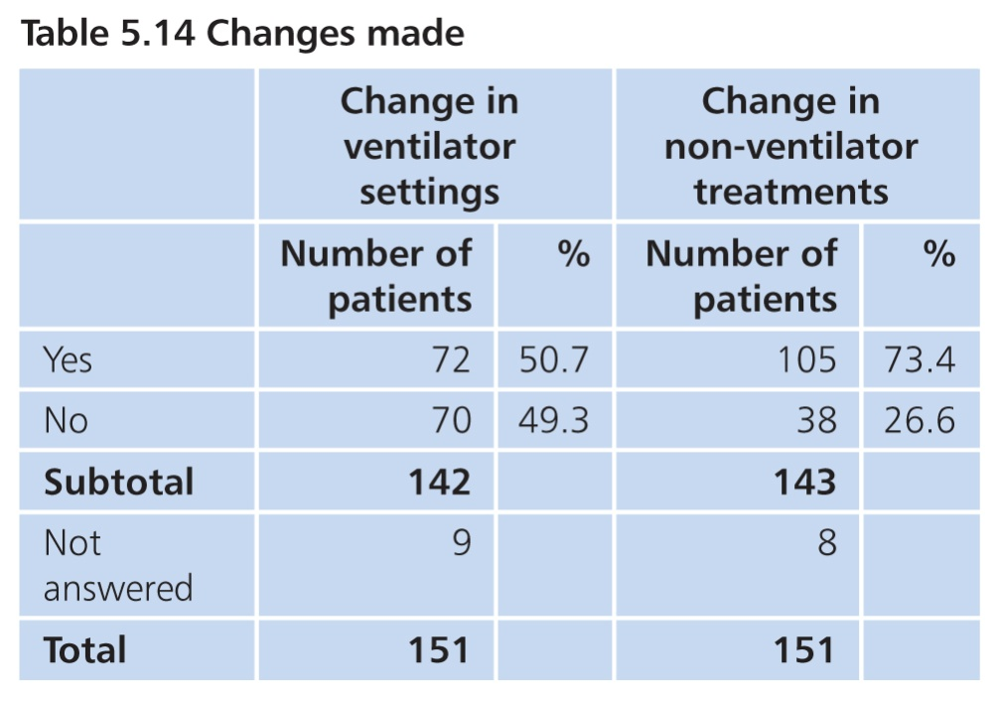 Table 5.14 Changes made
Change in Change in
ventilator non-ventilator
settings treatments
Number of % Number of %
patients patients
Yes 72 50.7 105 73.4
No 70 49.3 38 26.6
Subtotal 142 143
Not 9 8
answered
Total 151 151